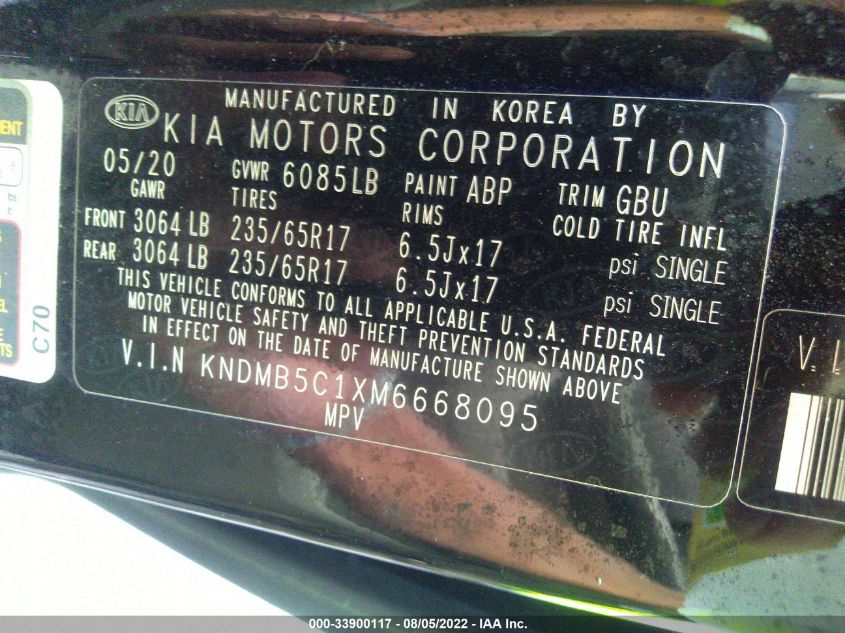 MANUFACTURED IN KOREA BY
KIA
KIA MOTORS CORPORATION
05/20 GVWR 6085LB PAINT ABP TRIM GBU
GAWR TIRES RIMS COLD TIRE INFL
FRONT 3064 LB 235/65R17 6.5Jx17 psi SINGLE
REAR 3064 LB 235/65R17 6.5Jx17 psi SINGLE
THIS VEHICLE CONFORMS TO ALL APPLICABLE U.S.A. FEDERAL
MOTOR VEHICLE SAFETY AND THEFT PREVENTION STANDARDS
IN EFFECT ON THE DATE OF MANUFACTURE SHOWN ABOVE
V.I.N KNDMB5C1XM6668095
MPV
C70
V.I
000-33900117 - 08/05/2022 - IAA Inc.